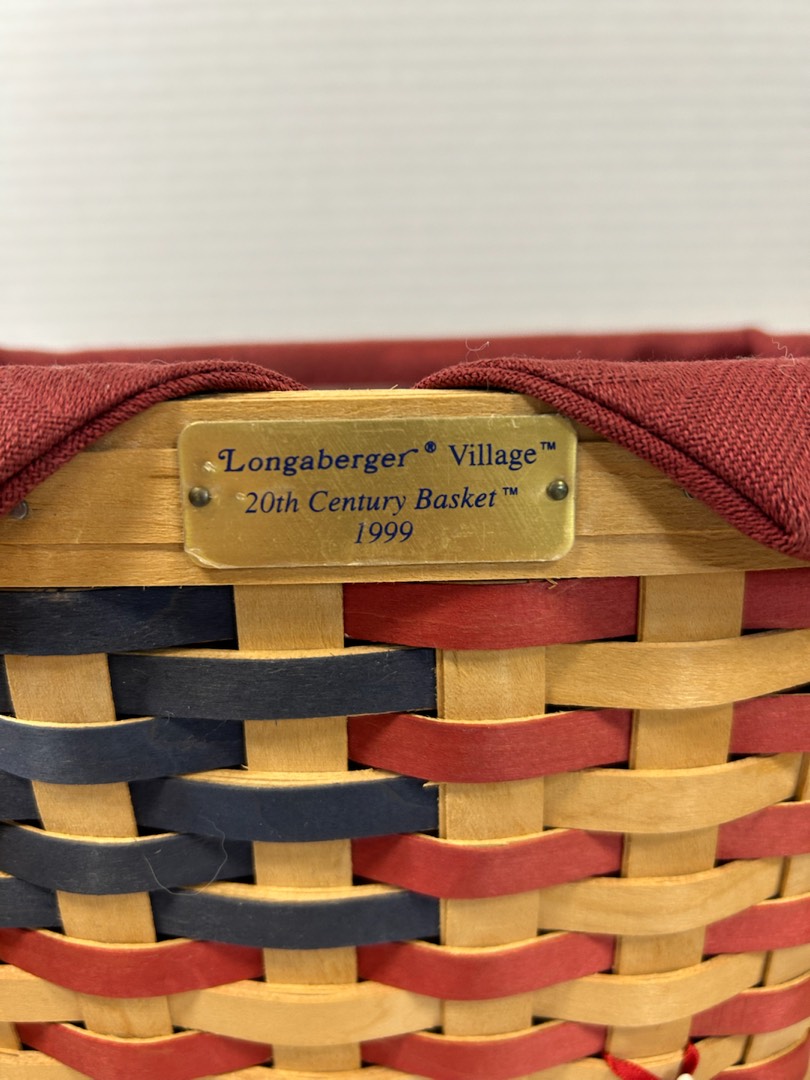 Longaberger® Village™
20th Century Basket™
1999